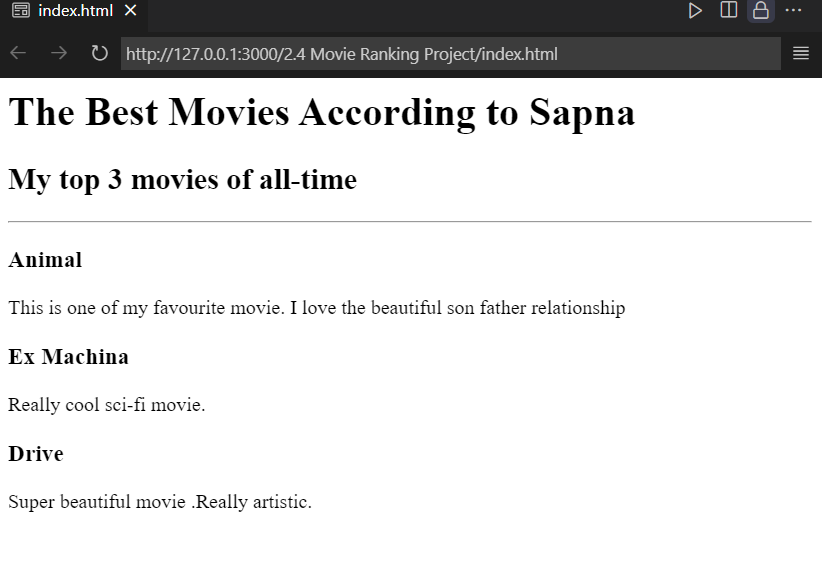 index.html
http://127.0.0.1:3000/2.4 Movie Ranking Project/index.html
The Best Movies According to Sapna
My top 3 movies of all-time
Animal
This is one of my favourite movie. I love the beautiful son father relationship
Ex Machina
Really cool sci-fi movie.
Drive
Super beautiful movie .Really artistic.